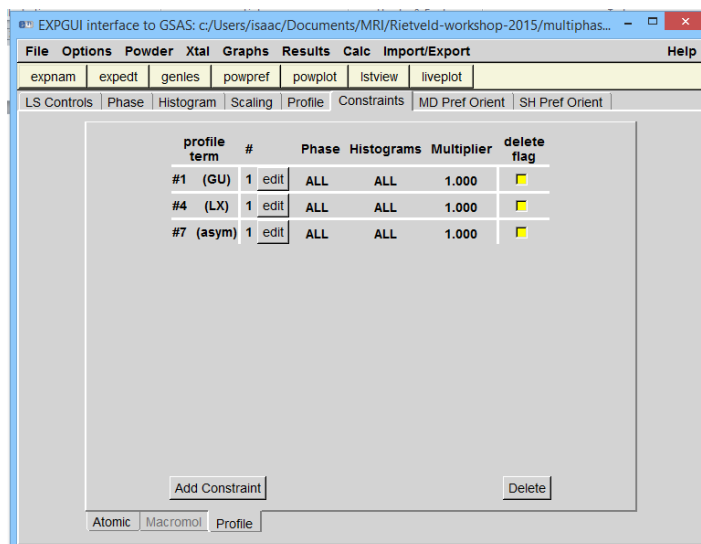 EXPGUI interface to GSAS: c:/Users/isaac/Documents/MRI/Rietveld-workshop-2015/multiphas...
File Options Powder Xtal Graphs Results Calc Import/Export Help
expnam expedt genles powpref powplot lstview liveplot
LS Controls Phase Histogram Scaling Profile Constraints MD Pref Orient SH Pref Orient
profile term # Phase Histograms Multiplier delete flag
#1 (GU) 1 edit ALL ALL 1.000
#4 (LX) 1 edit ALL ALL 1.000
#7 (asym) 1 edit ALL ALL 1.000
Add Constraint Delete
Atomic Macromol Profile